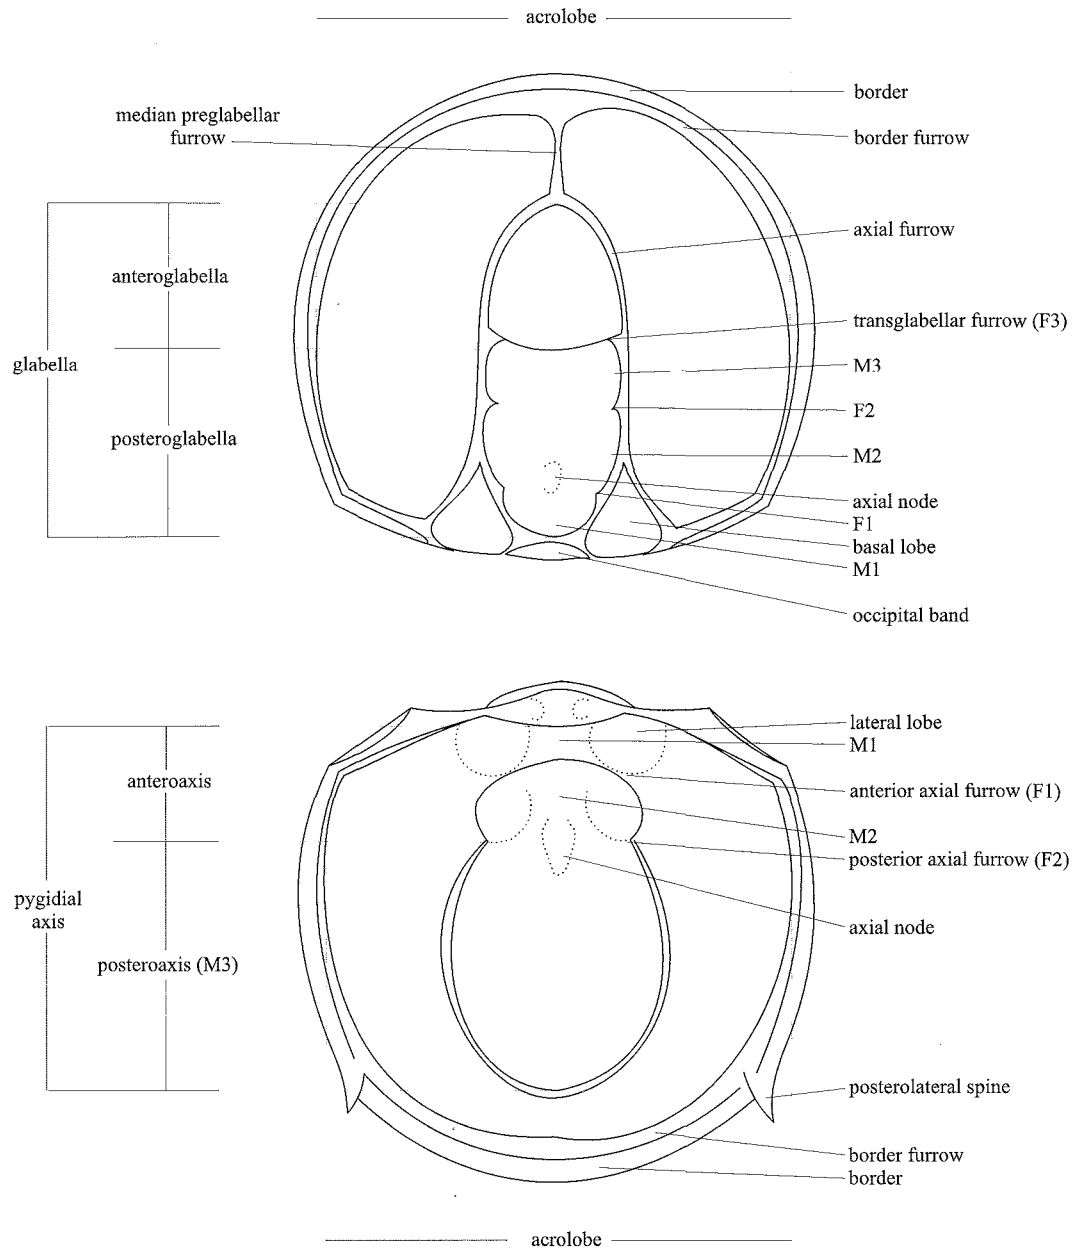 acrolobe
border
median preglabellar
furrow
border furrow
axial furrow
anteroglabella
transglabellar furrow (F3)
glabella
M3
F2
posteroglabella
M2
axial node
F1
basal lobe
M1
occipital band
lateral lobe
M1
anteroaxis
anterior axial furrow (F1)
M2
posterior axial furrow (F2)
pygidial
axis
axial node
posteroaxis (M3)
posterolateral spine
border furrow
border
acrolobe